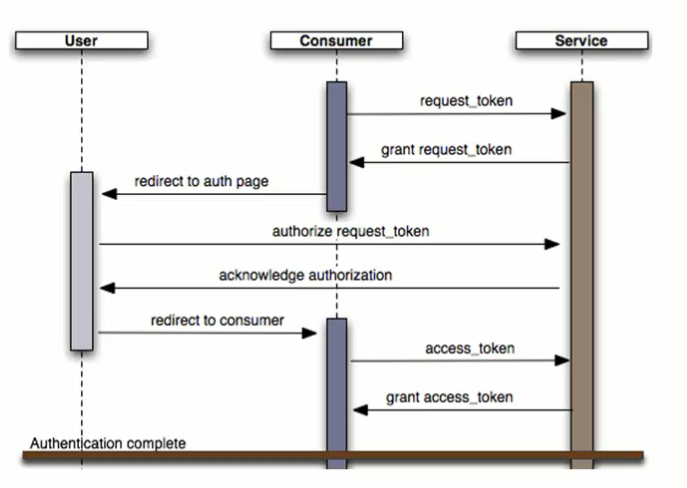 User
Consumer
Service
request_token
grant request_token
redirect to auth page
authorize request_token
acknowledge authorization
redirect to consumer
access_token
grant access_token
Authentication complete